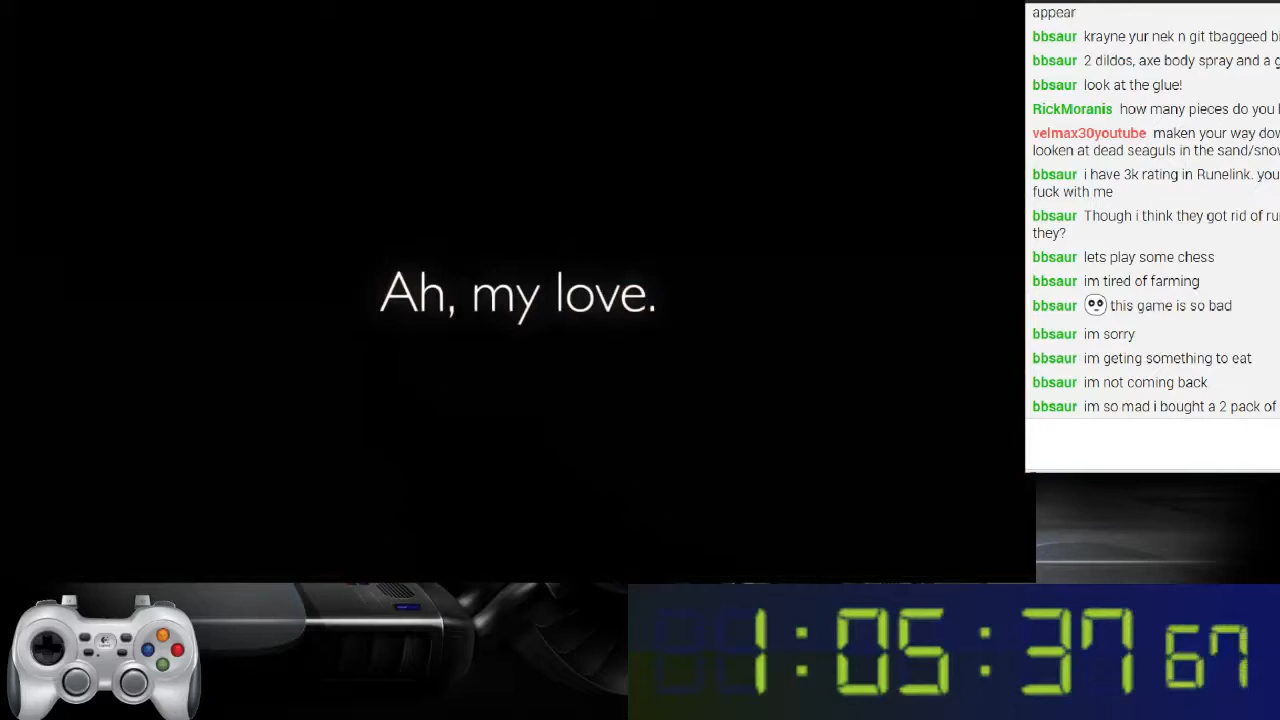 appear
bbsaur krayne yur nek n git tbaggeed
bbsaur 2 dildos, axe body spray and a
bbsaur look at the glue!
RickMoranis how many pieces do you
velmax30youtube maken your way
looken at dead seaguls in the
bbsaur i have 3k rating in Runelink. you
fuck with me
bbsaur Though i think they got rid of
they?
bbsaur lets play some chess
bbsaur im tired of farming
bbsaur this game is so bad
bbsaur im sorry
bbsaur im geting something to eat
bbsaur im not coming back
bbsaur im so mad i bought a 2 pack of
Ah, my love.
1:05:37 67